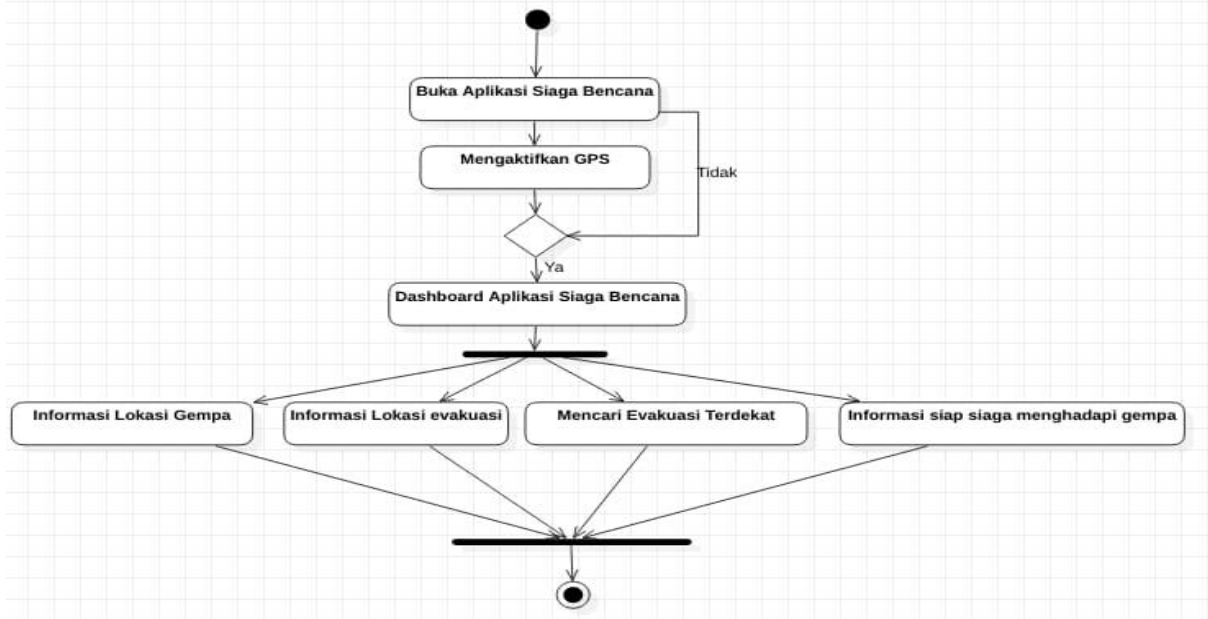 Buka Aplikasi Siaga Bencana
Mengaktifkan GPS
Tidak
Ya
Dashboard Aplikasi Siaga Bencana
Informasi Lokasi Gempa
Informasi Lokasi evakuasi
Mencari Evakuasi Terdekat
Informasi siap siaga menghadapi gempa